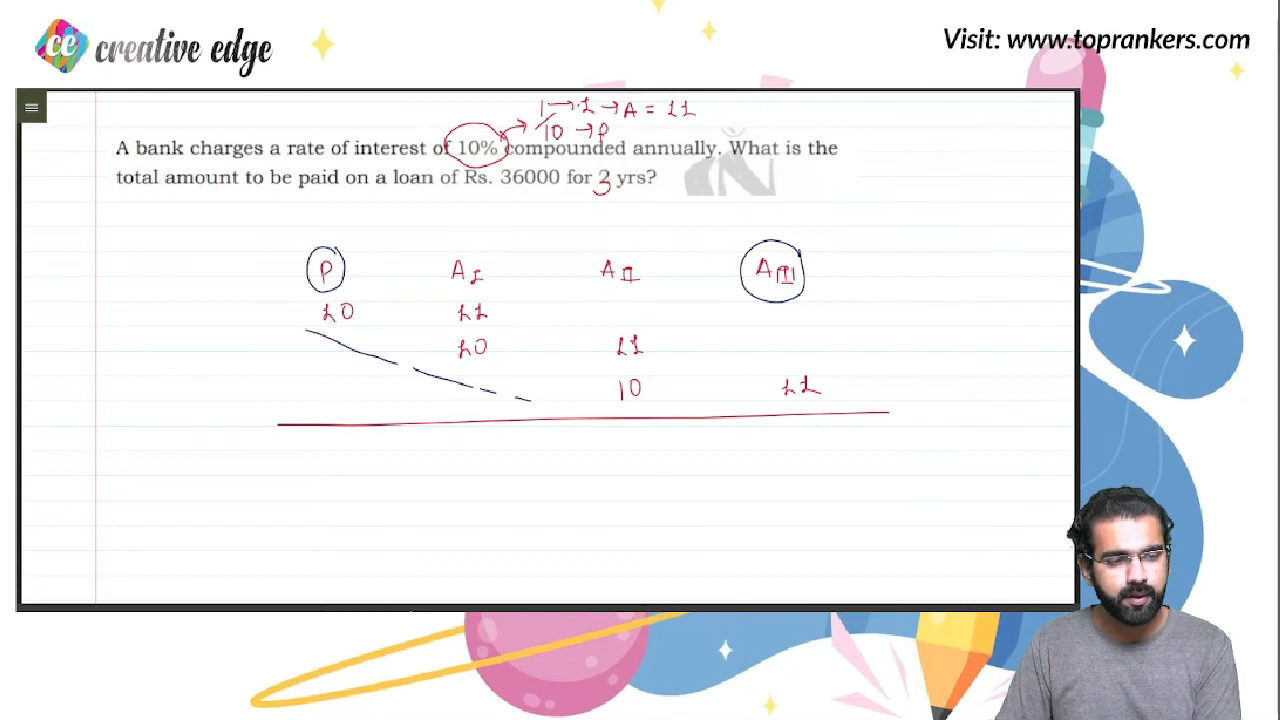 ce creative edge
Visit: www.toprankers.com
1 → I → A = 11
10 → P
A bank charges a rate of interest of 10% compounded annually. What is the
total amount to be paid on a loan of Rs. 36000 for 3 yrs?
P A I A II A III
10 11
10 11
10 11